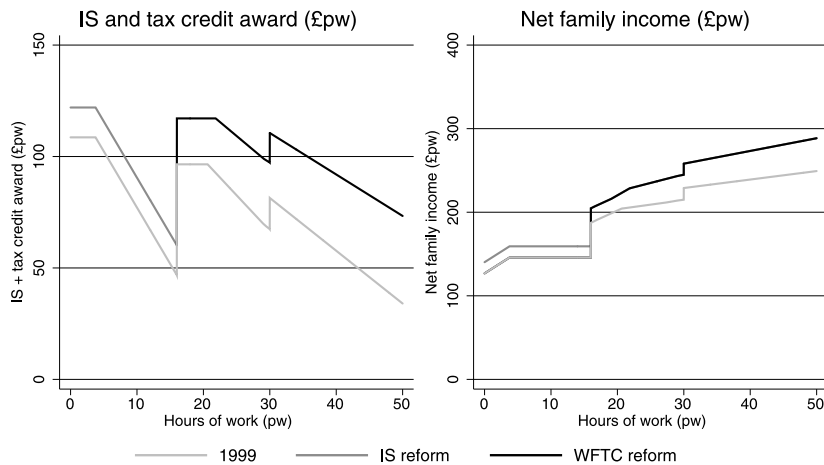 IS and tax credit award (£pw)
IS + tax credit award (£pw)
150
100
50
0
0 10 20 30 40 50
Hours of work (pw)
Net family income (£pw)
Net family income (£pw)
400
300
200
100
0
0 10 20 30 40 50
Hours of work (pw)
1999 IS reform WFTC reform